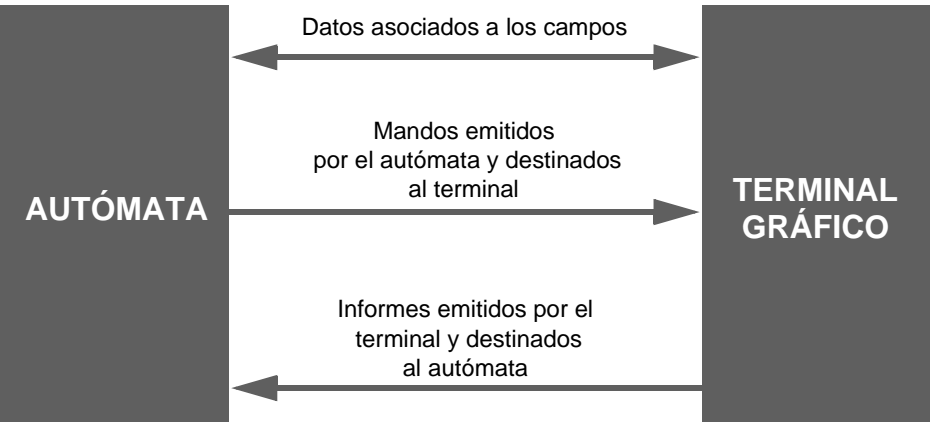 Datos asociados a los campos
Mandos emitidos
por el autómata y destinados
al terminal
AUTÓMATA
TERMINAL
GRÁFICO
Informes emitidos por el
terminal y destinados
al autómata